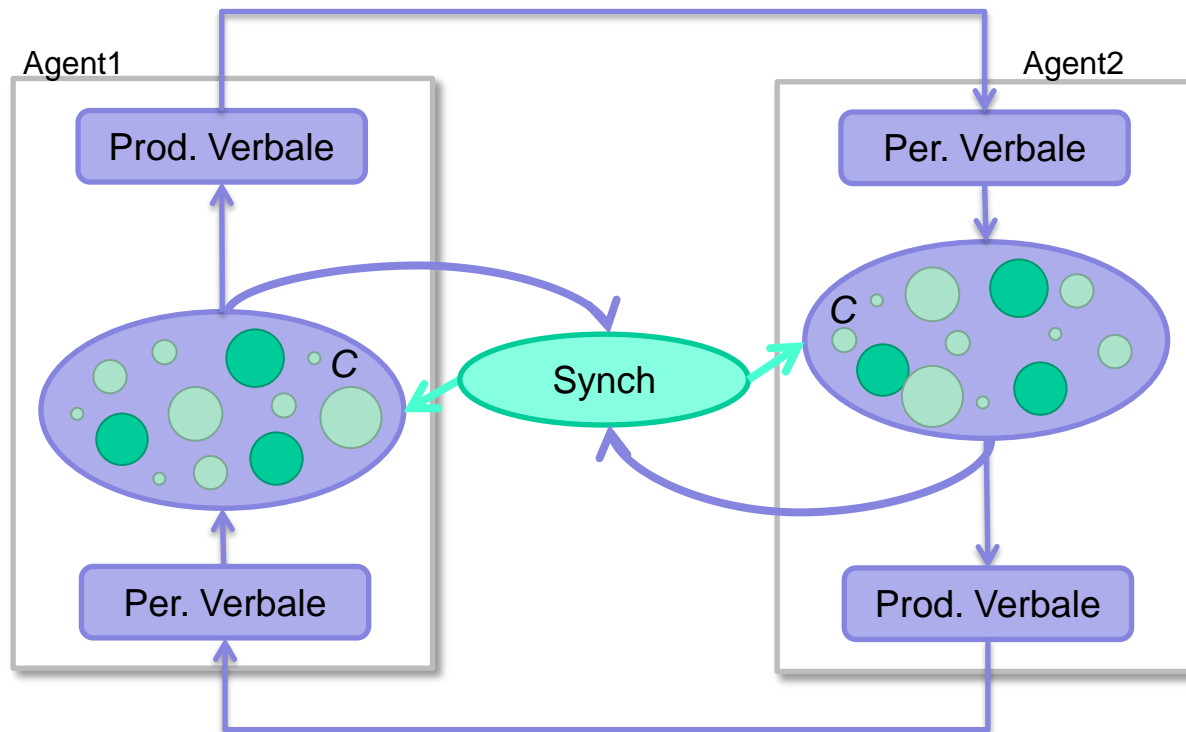 Agent1
Agent2
Prod. Verbale
Per. Verbale
C
C
Synch
Per. Verbale
Prod. Verbale